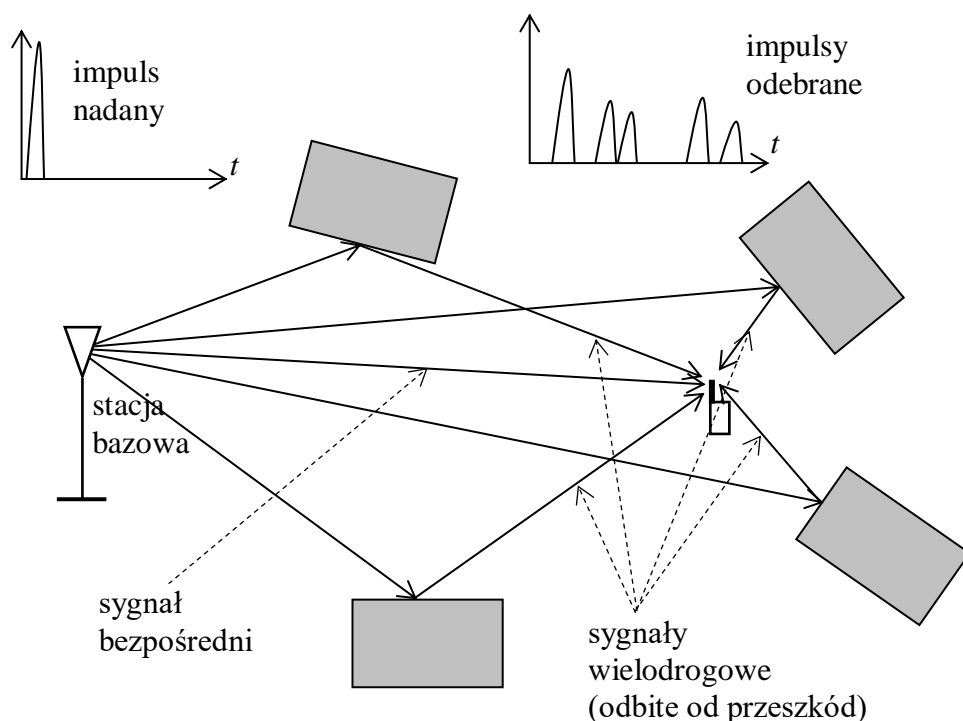 impuls
nadany
t
impulsy
odebrane
t
stacja
bazowa
sygnał
bezpośredni
sygnały
wielodrogowe
(odbite od przeszkód)